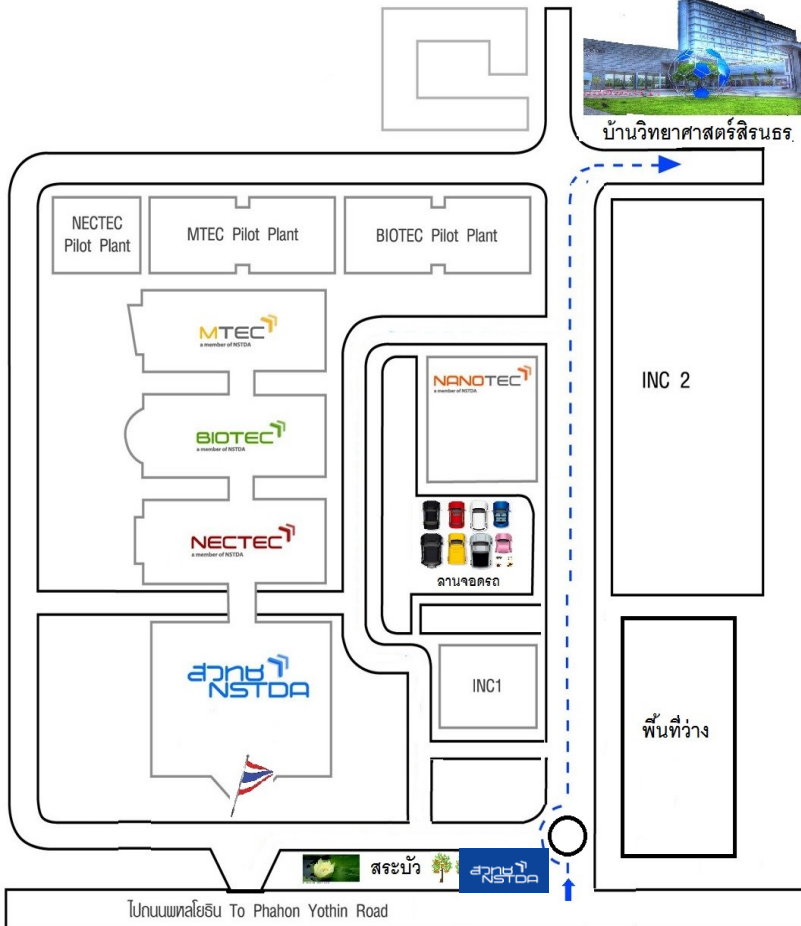 บ้านวิทยาศาสตร์สิรินธร
NECTEC
Pilot Plant
MTEC Pilot Plant
BIOTEC Pilot Plant
MTEC
a member of NSTDA
NANOTEC
a member of NSTDA
INC 2
BIOTEC
a member of NSTDA
NECTEC
a member of NSTDA
ลานจอดรถ
สวทช
NSTDA
INC1
พื้นที่ว่าง
สระบัว
สวทช
NSTDA
ไปถนนพหลโยธิน To Phahon Yothin Road